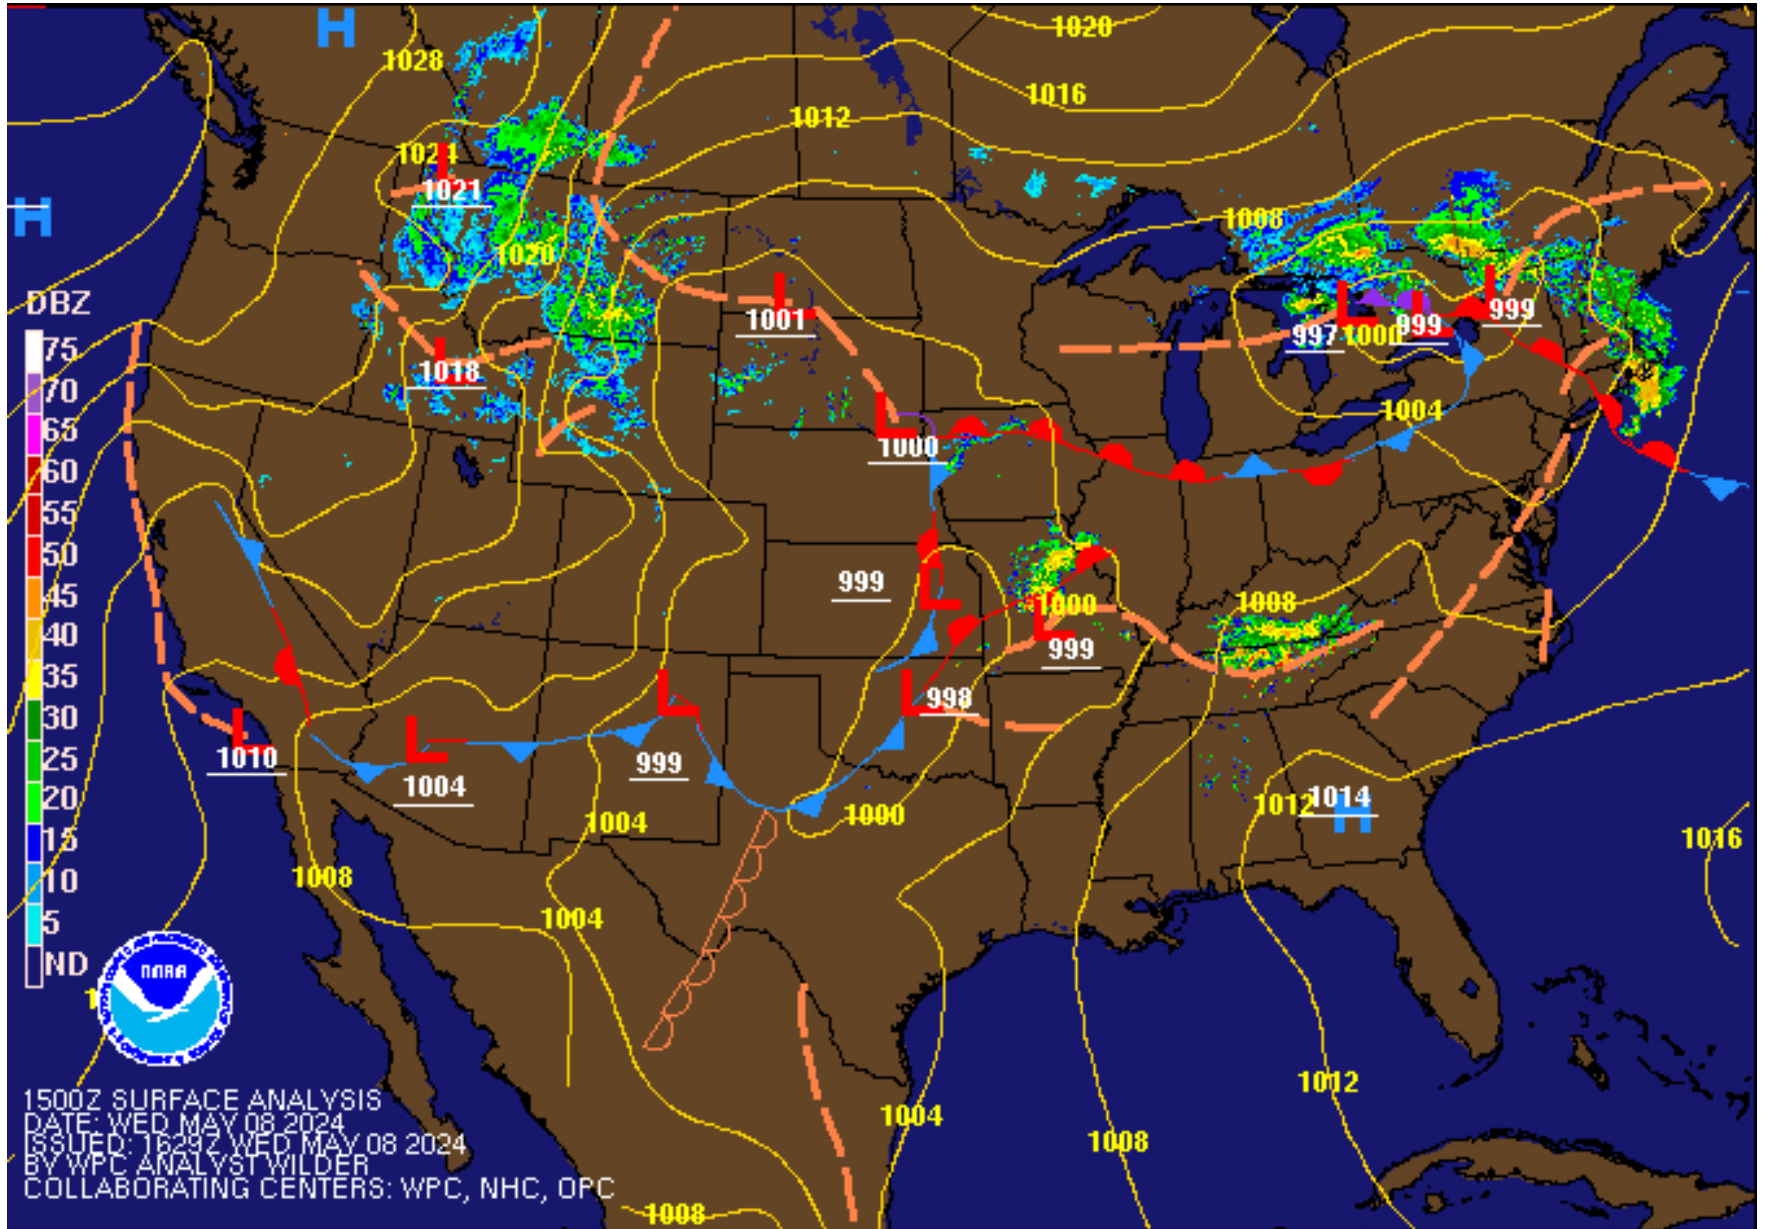 H
1020
1028
1016
1012
1024
1021
H
1008
1020
DBZ
1001
997
1000
999
999
75
1018
70
1004
65
1000
60
55
50
45
999
1000
1008
40
999
35
998
30
1010
999
25
1004
20
1012
1014
H
1004
1000
15
1016
1008
10
1004
5
ND
NOAA
1012
1500Z SURFACE ANALYSIS
DATE: WED MAY 08 2024
ISSUED: 1629Z WED MAY 08 2024
BY WPC ANALYST WILDER
COLLABORATING CENTERS: WPC, NHC, OPC
1004
1008
1008
L
L
L
L
L
L
L
L
L
L
L
L
L
L